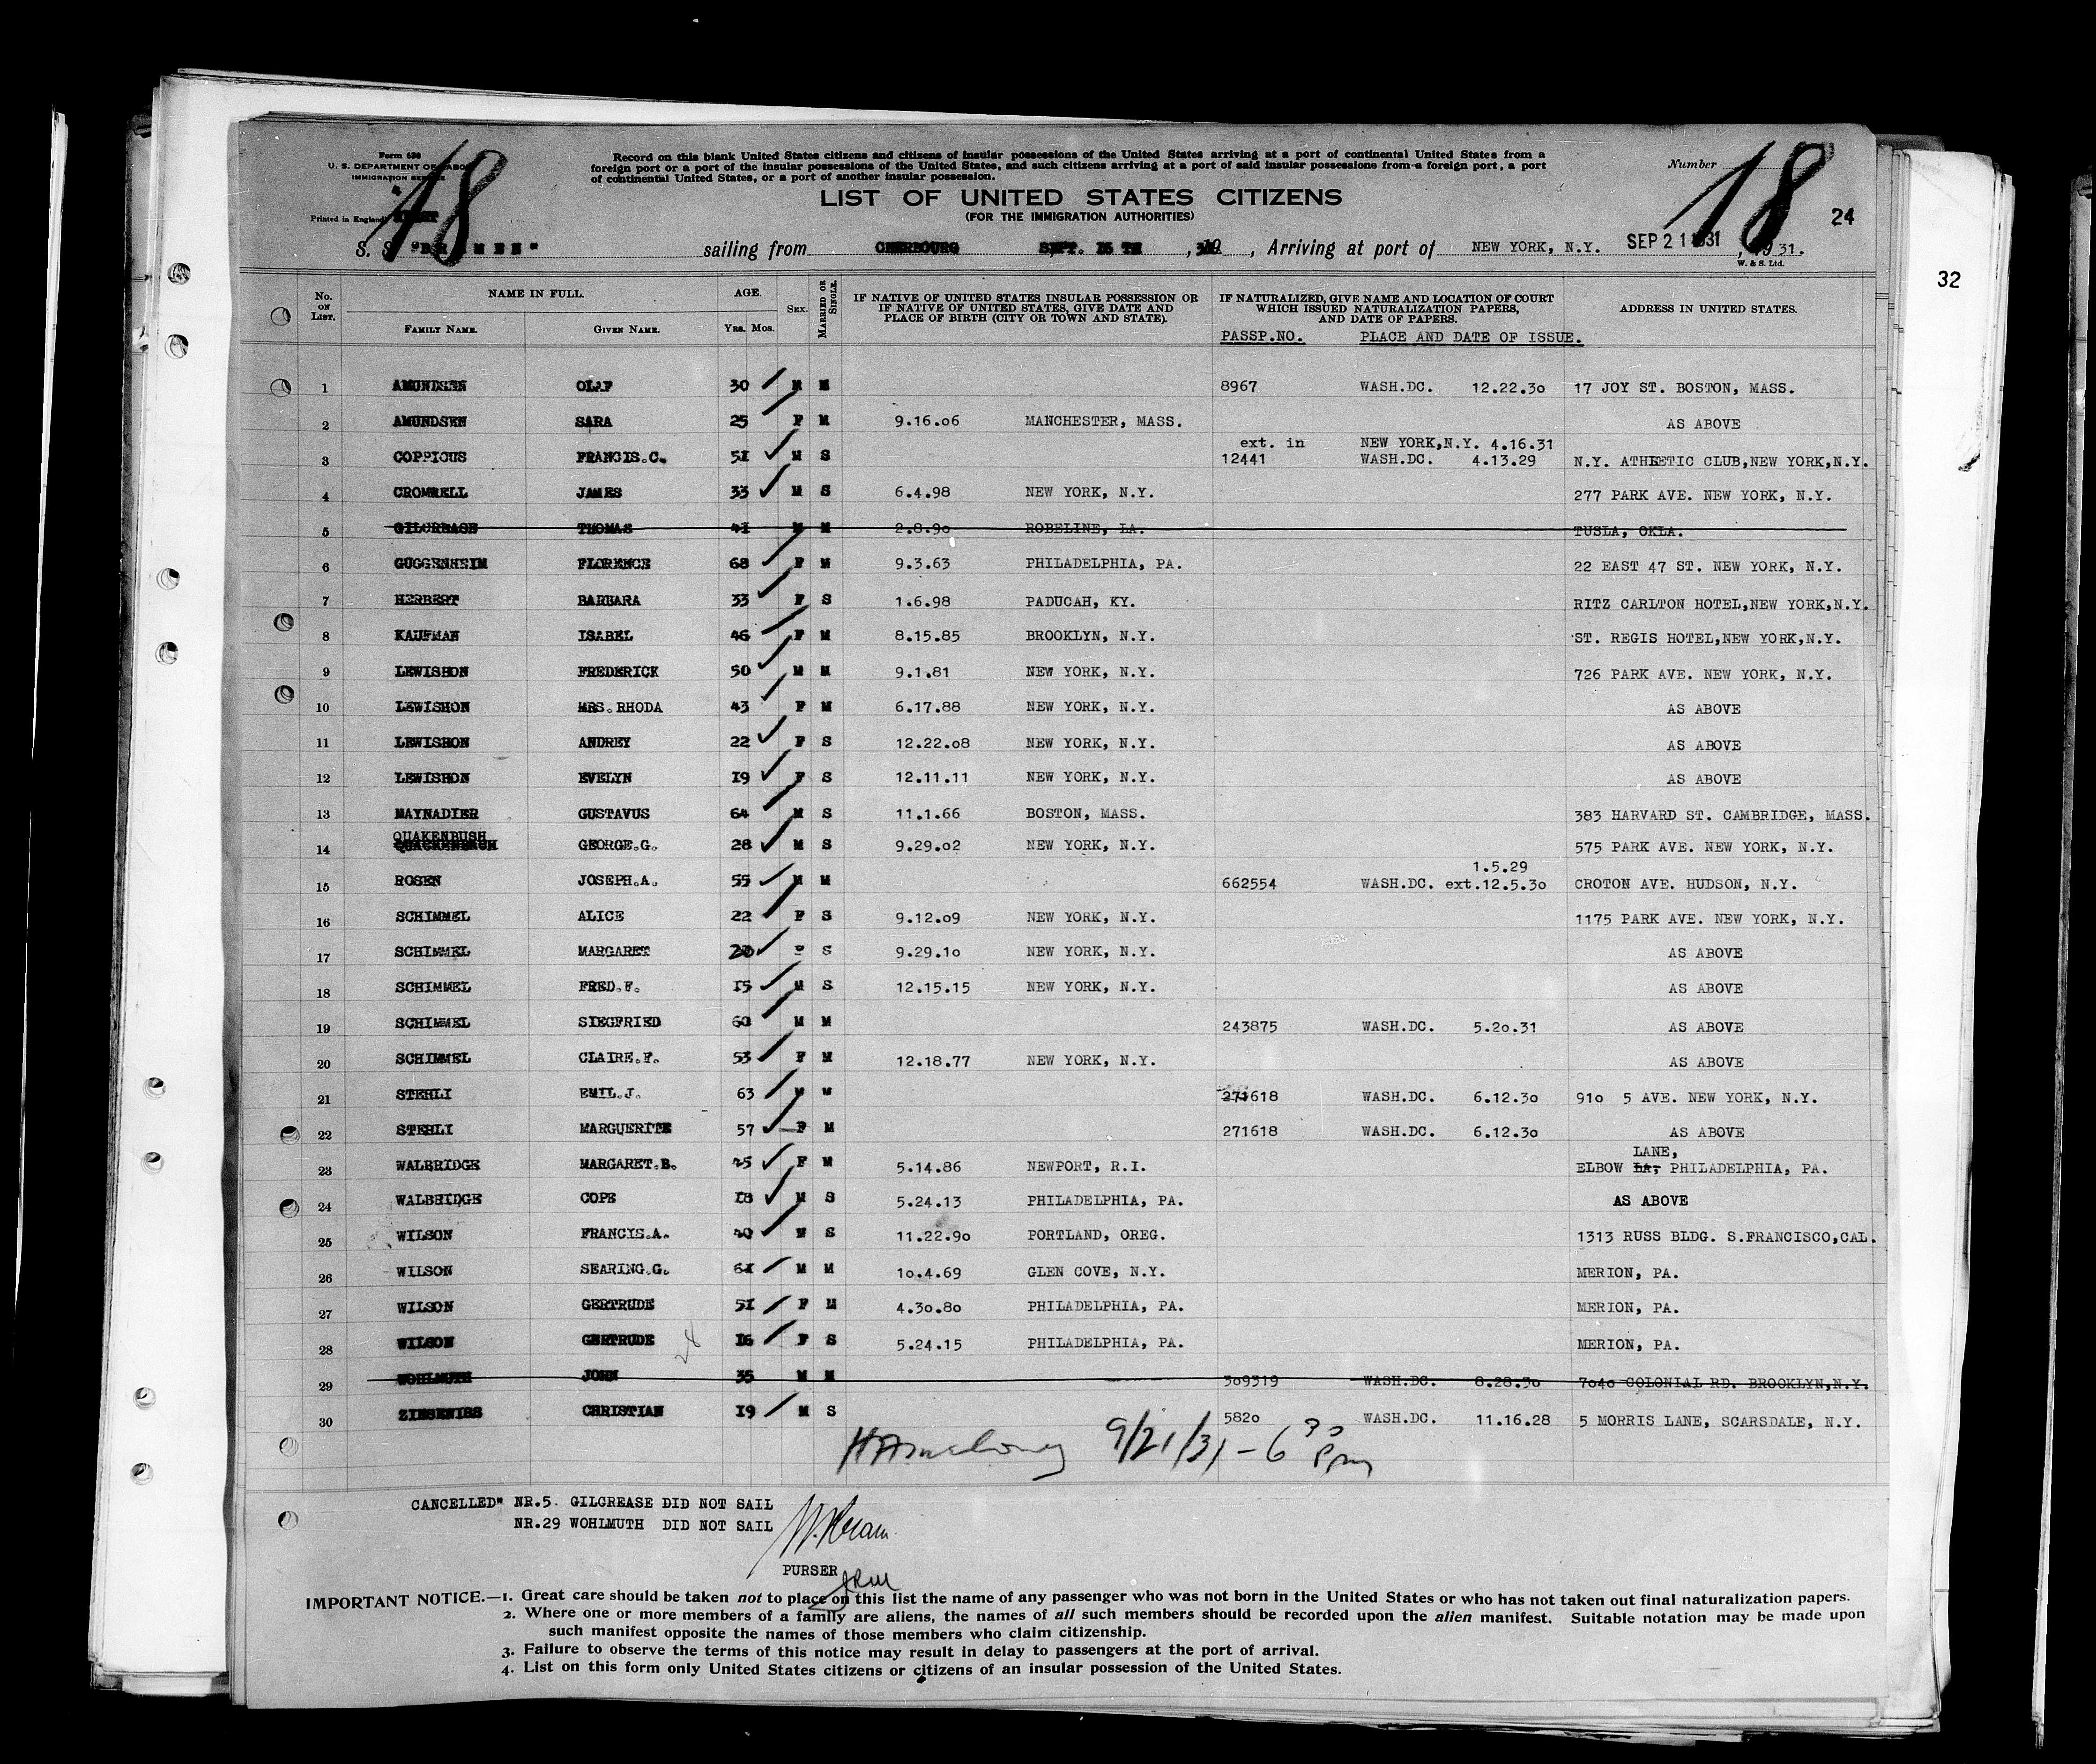 Form 630
U. S. DEPARTMENT OF LABOR
IMMIGRATION SERVICE
Printed in England
18
Record on this blank United States citizens and citizens of insular possessions of the United States arriving at a port of continental United States from a
foreign port or a port of the insular possessions of the United States, and such citizens arriving at a port of said insular possessions from a foreign port, a port
of continental United States, or a port of another insular possession.
Number 18
24
32
LIST OF UNITED STATES CITIZENS
(FOR THE IMMIGRATION AUTHORITIES)
S. S. "BREMEN" sailing from CHERBOURG SEPT. 15 TH , 19 , Arriving at port of NEW YORK, N.Y. SEP 21 1931 , 1931.
W. & S. Ltd.
No. ON LIST. NAME IN FULL. AGE. SEX. MARRIED OR SINGLE. IF NATIVE OF UNITED STATES INSULAR POSSESSION OR IF NATIVE OF UNITED STATES, GIVE DATE AND PLACE OF BIRTH (CITY OR TOWN AND STATE). IF NATURALIZED, GIVE NAME AND LOCATION OF COURT WHICH ISSUED NATURALIZATION PAPERS, AND DATE OF PAPERS. ADDRESS IN UNITED STATES.
FAMILY NAME. GIVEN NAME. YRS. MOS. PASSP.NO. PLACE AND DATE OF ISSUE.
1 AMUNDSEN OLAF 30 M M 8967 WASH.DC. 12.22.30 17 JOY ST. BOSTON, MASS.
2 AMUNDSEN SARA 25 F M 9.16.06 MANCHESTER, MASS. AS ABOVE
ext. in NEW YORK,N.Y. 4.16.31
3 COPPICUS FRANCIS.C. 51 M S 12441 WASH.DC. 4.13.29 N.Y. ATHLETIC CLUB,NEW YORK,N.Y.
4 CROMWELL JAMES 33 M S 6.4.98 NEW YORK, N.Y. 277 PARK AVE. NEW YORK, N.Y.
5 GILCREASE THOMAS 41 M M 2.8.90 ROBELINE, LA. TUSLA, OKLA.
6 GUGGENHEIM FLORENCE 68 F M 9.3.63 PHILADELPHIA, PA. 22 EAST 47 ST. NEW YORK, N.Y.
7 HERBERT BARBARA 33 F S 1.6.98 PADUCAH, KY. RITZ CARLTON HOTEL,NEW YORK,N.Y.
8 KAUFMAN ISABEL 46 F M 8.15.85 BROOKLYN, N.Y. ST. REGIS HOTEL,NEW YORK,N.Y.
9 LEWISHON FREDERICK 50 M M 9.1.81 NEW YORK, N.Y. 726 PARK AVE. NEW YORK, N.Y.
10 LEWISHON MRS. RHODA 43 F M 6.17.88 NEW YORK, N.Y. AS ABOVE
11 LEWISHON ANDREY 22 F S 12.22.08 NEW YORK, N.Y. AS ABOVE
12 LEWISHON EVELYN 19 F S 12.11.11 NEW YORK, N.Y. AS ABOVE
13 MAYNADIER GUSTAVUS 64 M S 11.1.66 BOSTON, MASS. 383 HARVARD ST. CAMBRIDGE, MASS.
QUAKENBUSH
14 GEORGE.G. 28 M S 9.29.02 NEW YORK, N.Y. 575 PARK AVE. NEW YORK, N.Y.
1.5.29
15 ROSEN JOSEPH.A. 55 M M 662554 WASH.DC. ext.12.5.30 CROTON AVE. HUDSON, N.Y.
16 SCHIMMEL ALICE 22 F S 9.12.09 NEW YORK, N.Y. 1175 PARK AVE. NEW YORK, N.Y.
17 SCHIMMEL MARGARET 20 S 9.29.10 NEW YORK, N.Y. AS ABOVE
18 SCHIMMEL FRED.F. 15 M S 12.15.15 NEW YORK, N.Y. AS ABOVE
19 SCHIMMEL SIEGFRIED 60 M M 243875 WASH.DC. 5.20.31 AS ABOVE
20 SCHIMMEL CLAIRE.F. 53 F M 12.18.77 NEW YORK, N.Y. AS ABOVE
21 STEHLI EMIL.J. 63 M M 271618 WASH.DC. 6.12.30 910 5 AVE. NEW YORK, N.Y.
22 STEHLI MARGUERITE 57 F M 271618 WASH.DC. 6.12.30 AS ABOVE
LANE,
23 WALBRIDGE MARGARET.B. 45 F M 5.14.86 NEWPORT, R.I. ELBOW LA, PHILADELPHIA, PA.
24 WALBRIDGE COPE 18 M S 5.24.13 PHILADELPHIA, PA. AS ABOVE
25 WILSON FRANCIS.A. 40 M S 11.22.90 PORTLAND, OREG. 1313 RUSS BLDG. S.FRANCISCO,CAL.
26 WILSON SEARING.G. 61 M M 10.4.69 GLEN COVE, N.Y. MERION, PA.
27 WILSON GERTRUDE 51 F M 4.30.80 PHILADELPHIA, PA. MERION, PA.
28 WILSON GERTRUDE 16 F S 5.24.15 PHILADELPHIA, PA. MERION, PA.
28
29 WOHLMUTH JOHN 35 M M 309319 WASH.DC. 8.28.30 7040 COLONIAL RD. BROOKLYN,N.Y.
30 CHRISTIAN 19 M S 5820 WASH.DC. 11.16.28 5 MORRIS LANE, SCARSDALE, N.Y.
9/21/31 - 6 30 Pm
CANCELLED" NR.5. GILCREASE DID NOT SAIL
NR.29 WOHLMUTH DID NOT SAIL
PURSER
IMPORTANT NOTICE.—1. Great care should be taken not to place on this list the name of any passenger who was not born in the United States or who has not taken out final naturalization papers.
2. Where one or more members of a family are aliens, the names of all such members should be recorded upon the alien manifest. Suitable notation may be made upon
such manifest opposite the names of those members who claim citizenship.
3. Failure to observe the terms of this notice may result in delay to passengers at the port of arrival.
4. List on this form only United States citizens or citizens of an insular possession of the United States.